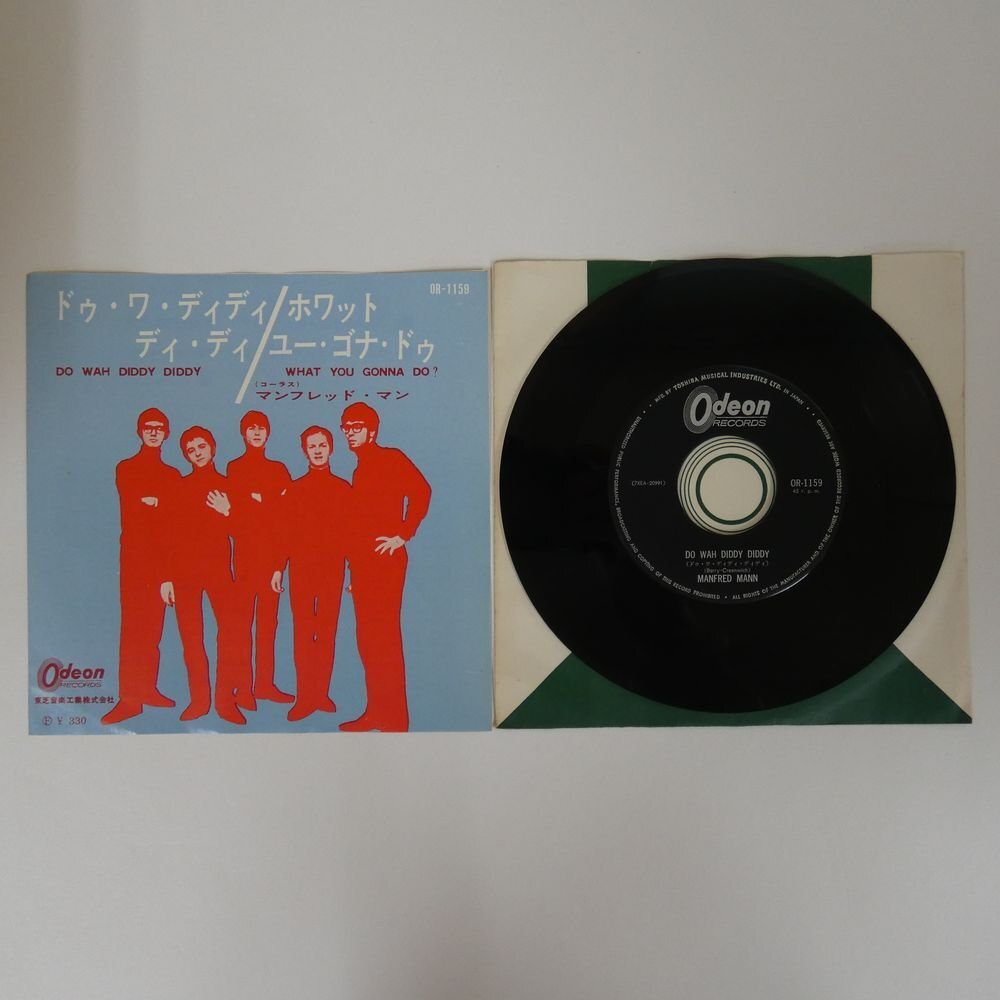 OR-1159
ドゥ・ワ・ディディ/ホワット
ディ・ディ/ユー・ゴナ・ドゥ
DO WAH DIDDY DIDDY WHAT YOU GONNA DO?
(コーラス)
マンフレッド・マン
Odeon
RECORDS
東芝音楽工業株式会社
Ⓕ ¥ 330
MFD. BY TOSHIBA MUSICAL INDUSTRIES LTD. IN JAPAN
Odeon
RECORDS
(7XEA-20991)
OR-1159
45 r. p. m.
DO WAH DIDDY DIDDY
(ドゥ・ワ・ディディ・ディディ)
(Barry-Greenwich)
MANFRED MANN
UNAUTHORIZED PUBLIC PERFORMANCE, BROADCASTING AND COPYING OF THIS RECORD PROHIBITED • ALL RIGHTS OF THE MANUFACTURER AND OF THE OWNER OF THE RECORDED WORK ARE RESERVED